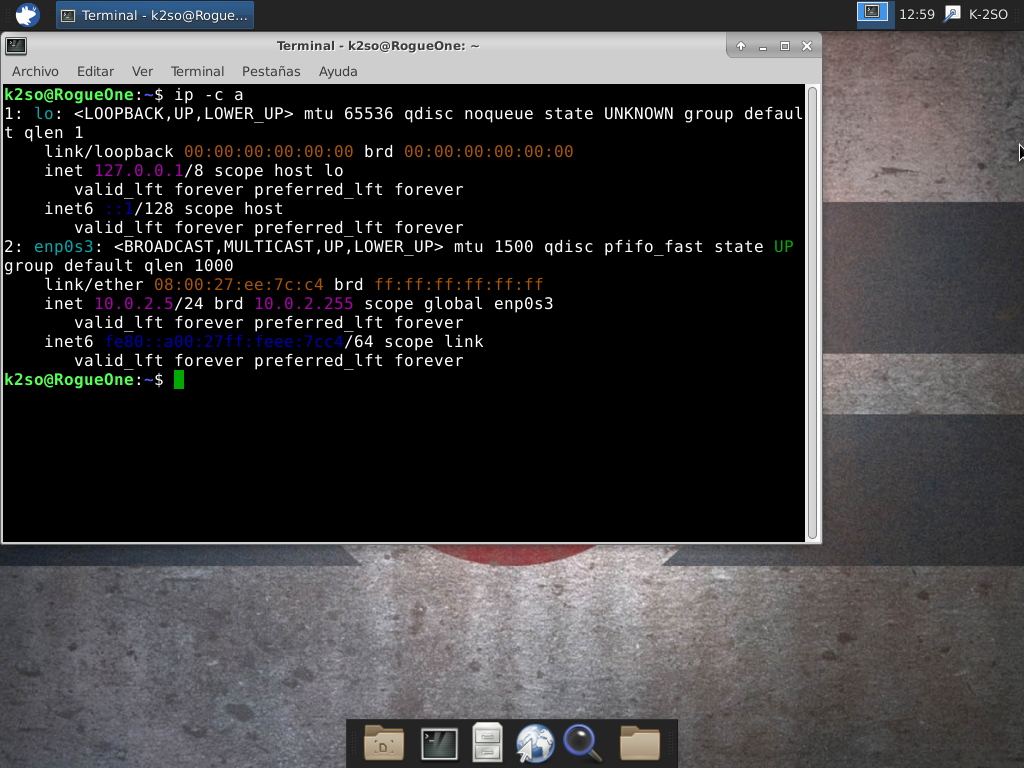 Terminal - k2so@Rogue...
12:59
K-2SO
Terminal - k2so@RogueOne: ~
Archivo Editar Ver Terminal Pestañas Ayuda
k2so@RogueOne:~$ ip -c a
1: lo: <LOOPBACK,UP,LOWER_UP> mtu 65536 qdisc noqueue state UNKNOWN group defaul
t qlen 1
    link/loopback 00:00:00:00:00:00 brd 00:00:00:00:00:00
    inet 127.0.0.1/8 scope host lo
       valid_lft forever preferred_lft forever
    inet6 ::1/128 scope host
       valid_lft forever preferred_lft forever
2: enp0s3: <BROADCAST,MULTICAST,UP,LOWER_UP> mtu 1500 qdisc pfifo_fast state UP
group default qlen 1000
    link/ether 08:00:27:ee:7c:c4 brd ff:ff:ff:ff:ff:ff
    inet 10.0.2.5/24 brd 10.0.2.255 scope global enp0s3
       valid_lft forever preferred_lft forever
    inet6 fe80::a00:27ff:feee:7cc4/64 scope link
       valid_lft forever preferred_lft forever
k2so@RogueOne:~$
D